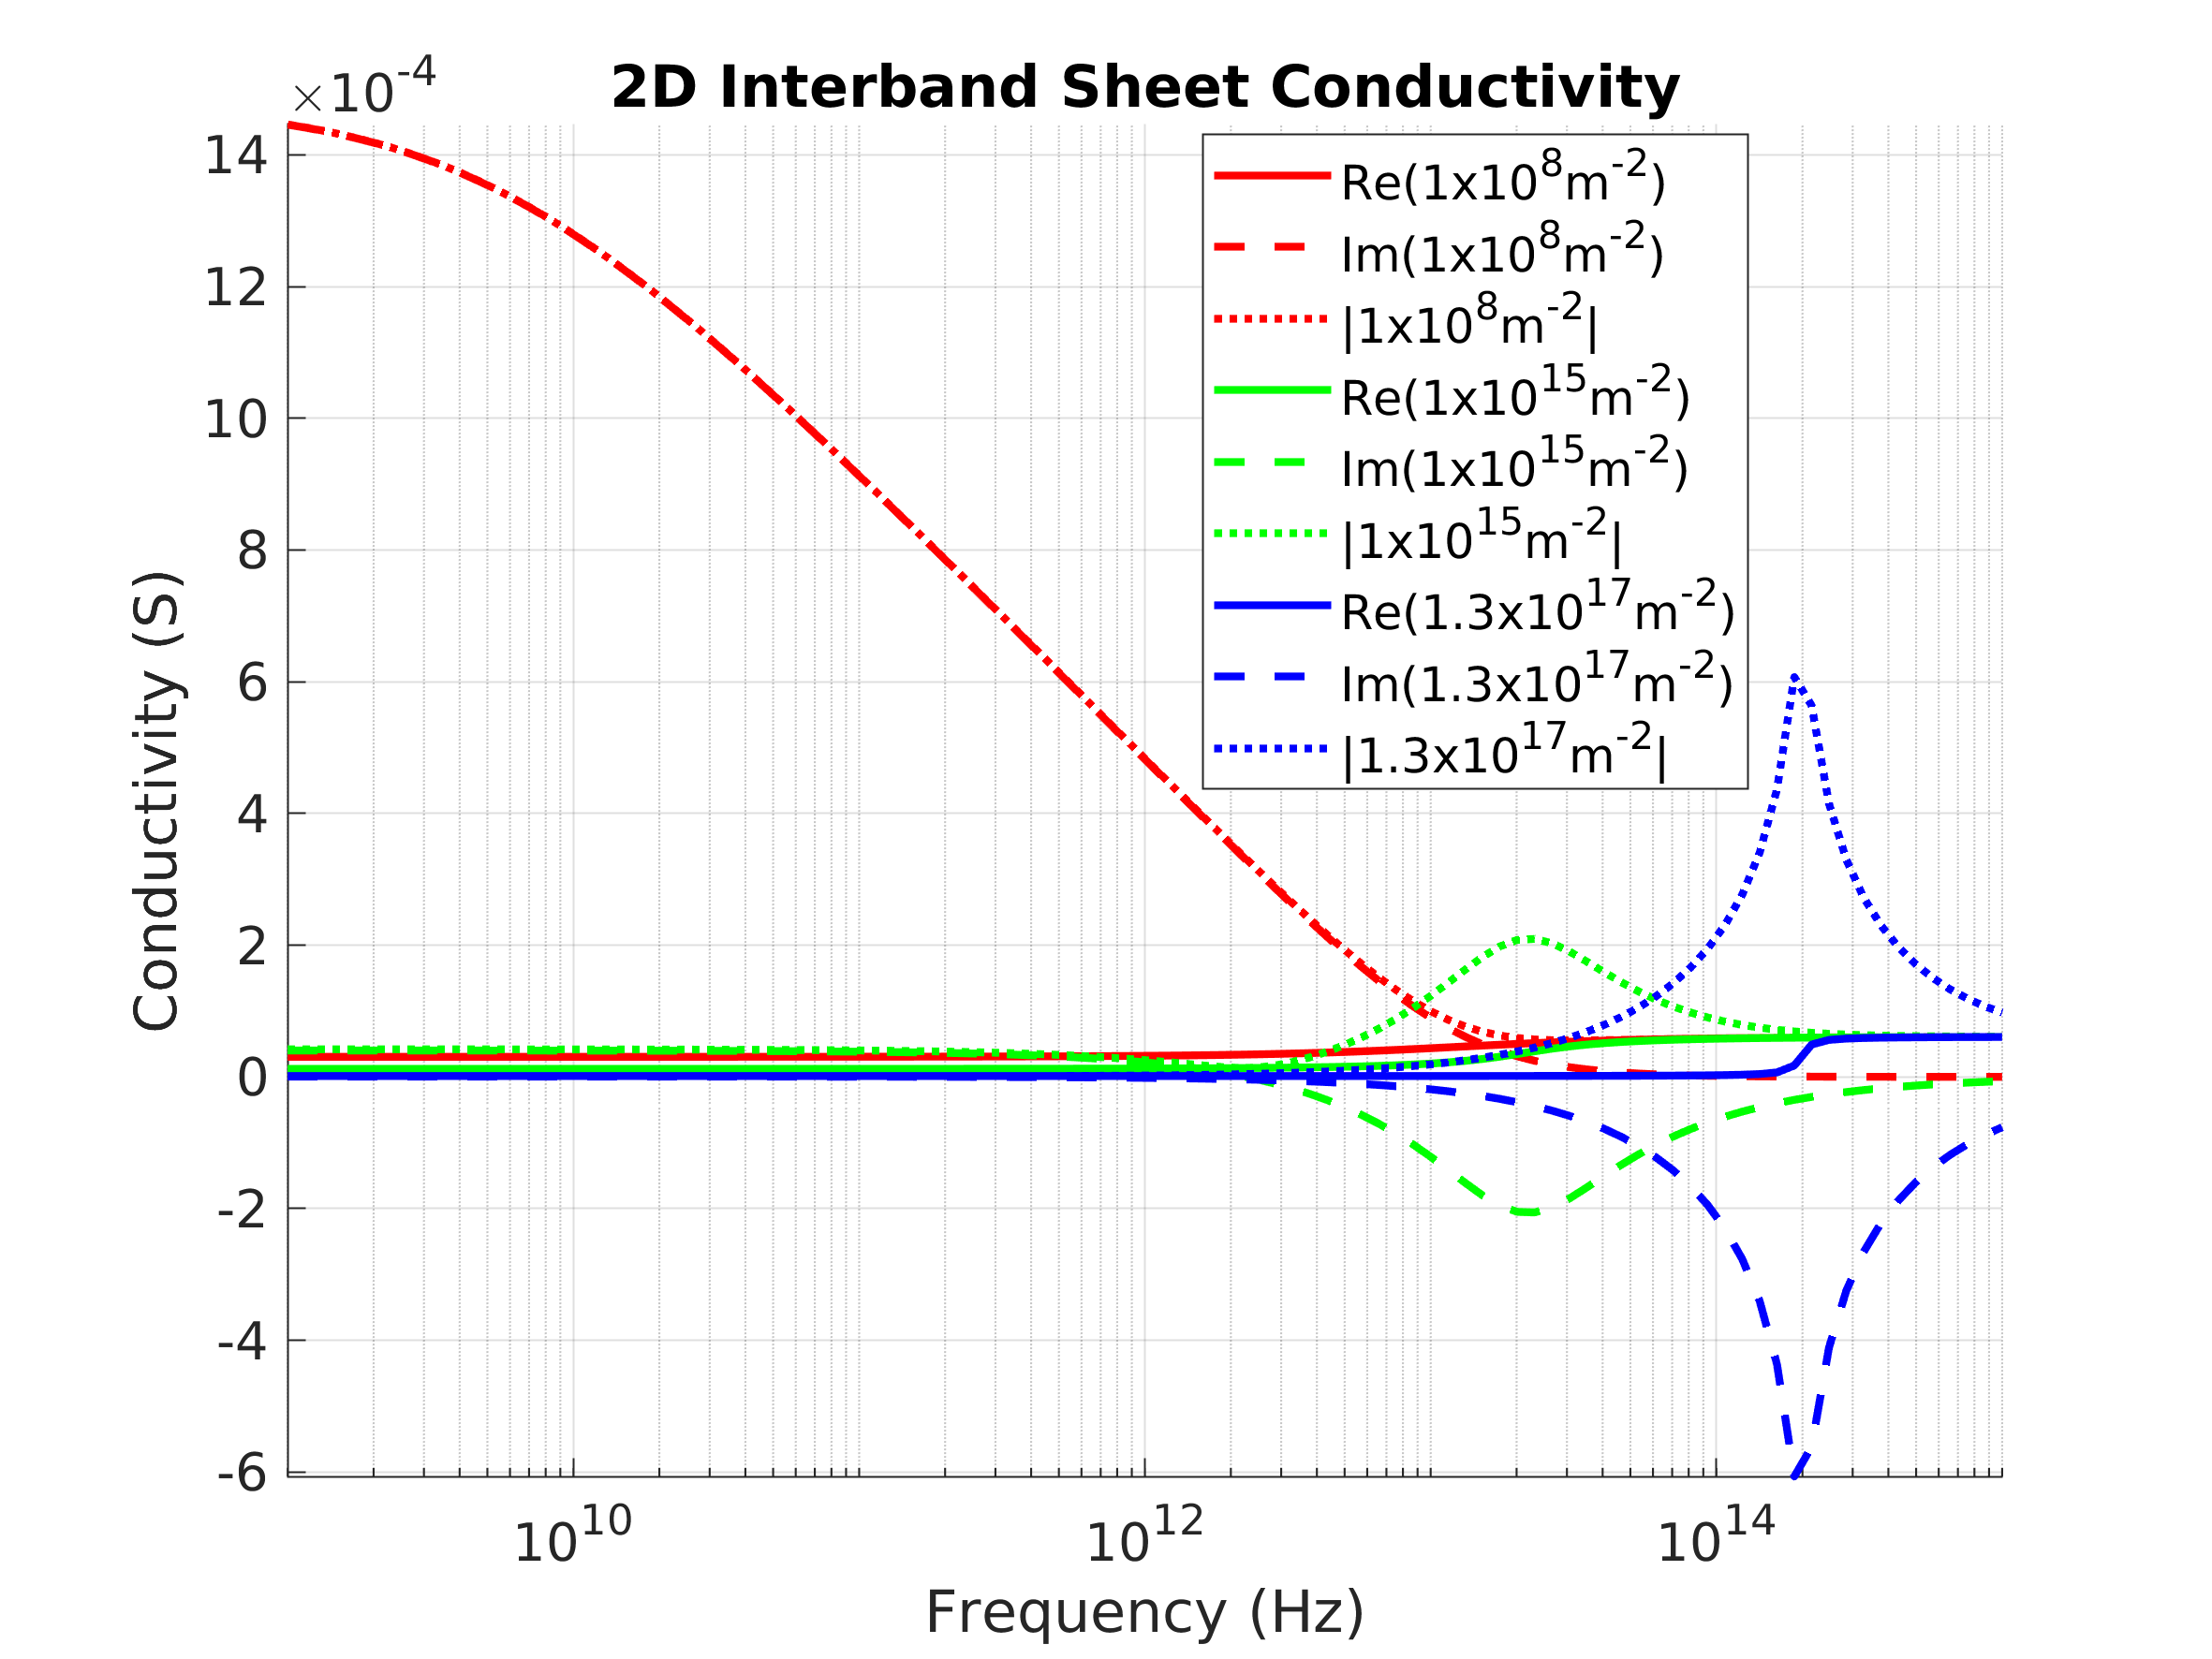 ×10⁻⁴
2D Interband Sheet Conductivity
14
12
10
8
6
4
2
0
-2
-4
-6
Conductivity (S)
Re(1x10⁸m⁻²)
Im(1x10⁸m⁻²)
|1x10⁸m⁻²|
Re(1x10¹⁵m⁻²)
Im(1x10¹⁵m⁻²)
|1x10¹⁵m⁻²|
Re(1.3x10¹⁷m⁻²)
Im(1.3x10¹⁷m⁻²)
|1.3x10¹⁷m⁻²|
10¹⁰ 10¹² 10¹⁴
Frequency (Hz)